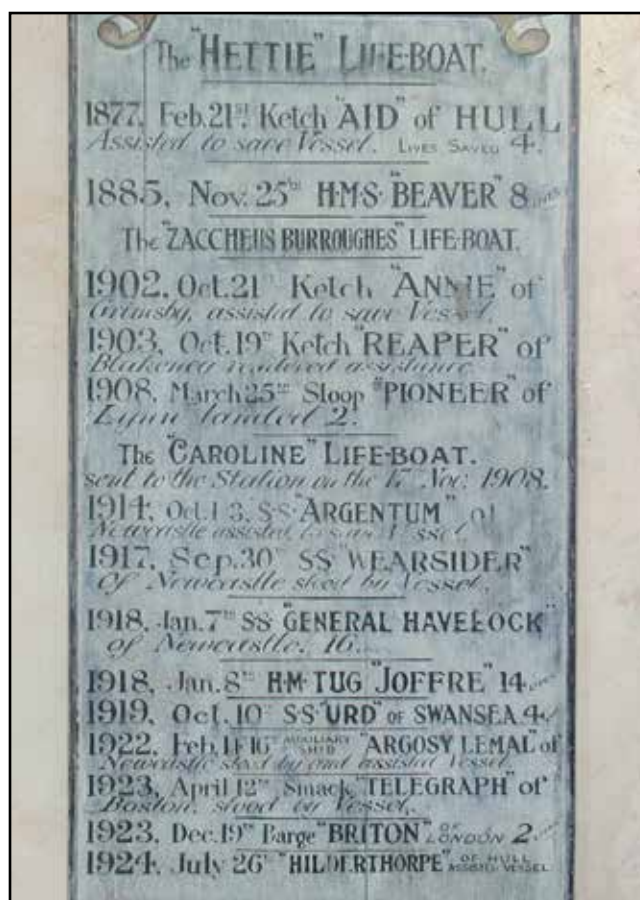 The "HETTIE" LIFE-BOAT.
1877, Feb. 21st. Ketch "AID" of HULL
Assisted to save Vessel. LIVES SAVED 4.
1885, Nov. 25th H·M·S· "BEAVER" 8
The "ZACCHEUS BURROUGHES" LIFE-BOAT.
1902, Oct. 21st Ketch "ANNIE" of
Grimsby, assisted to save Vessel.
1903, Oct. 19th Ketch "REAPER" of
Blakeney rendered assistance
1908, March 25th Sloop "PIONEER" of
Lynn landed 2.
The "CAROLINE" LIFE-BOAT.
sent to the Station on the 17 Nov: 1908.
1914, Oct. 13, S·S· "ARGENTUM" of
Newcastle assisted to save Vessel
1917, Sep. 30th SS "WEARSIDER"
Of Newcastle stood by Vessel.
1918, Jan. 7th SS "GENERAL HAVELOCK"
of Newcastle. 16
1918, Jan. 8th H·M·TUG "JOFFRE" 14
1919, Oct. 10th S·S "URD" OF SWANSEA. 4
1922, Feb. 14-16th AUXILIARY "ARGOSY LEMAL" of
Newcastle stood by and assisted Vessel
1923, April 12th Smack "TELEGRAPH" of
Boston, stood by Vessel.
1923, Dec. 19th Barge "BRITON" OF LONDON 2
1924, July 26th "HILDERTHORPE" OF HULL ASSISTED VESSEL